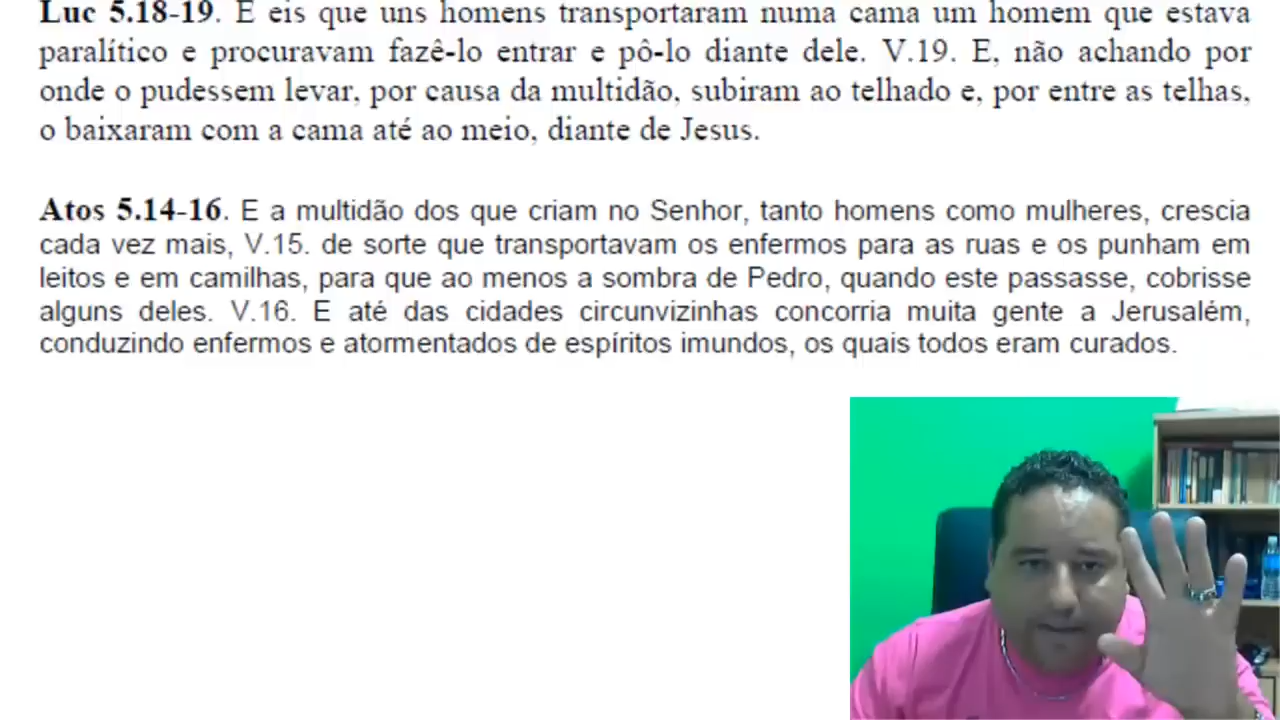 Luc 5.18-19. E eis que uns homens transportaram numa cama um homem que estava
paralítico e procuravam fazê-lo entrar e pô-lo diante dele. V.19. E, não achando por
onde o pudessem levar, por causa da multidão, subiram ao telhado e, por entre as telhas,
o baixaram com a cama até ao meio, diante de Jesus.
Atos 5.14-16. E a multidão dos que criam no Senhor, tanto homens como mulheres, crescia
cada vez mais, V.15. de sorte que transportavam os enfermos para as ruas e os punham em
leitos e em camilhas, para que ao menos a sombra de Pedro, quando este passasse, cobrisse
alguns deles. V.16. E até das cidades circunvizinhas concorria muita gente a Jerusalém,
conduzindo enfermos e atormentados de espíritos imundos, os quais todos eram curados.